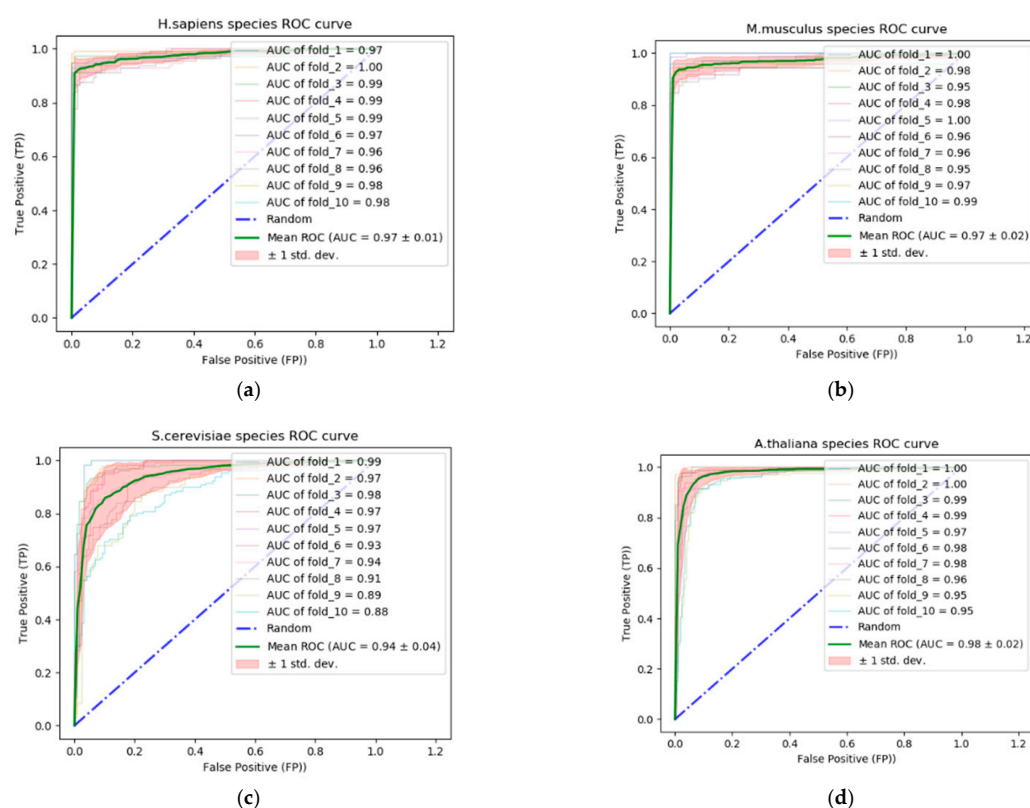 H.sapiens species ROC curve
True Positive (TP))
1.0
0.8
0.6
0.4
0.2
0.0
AUC of fold_1 = 0.97
AUC of fold_2 = 1.00
AUC of fold_3 = 0.99
AUC of fold_4 = 0.99
AUC of fold_5 = 0.99
AUC of fold_6 = 0.97
AUC of fold_7 = 0.96
AUC of fold_8 = 0.96
AUC of fold_9 = 0.98
AUC of fold_10 = 0.98
Random
Mean ROC (AUC = 0.97 ± 0.01)
± 1 std. dev.
0.0 0.2 0.4 0.6 0.8 1.0 1.2
False Positive (FP))
(a)
M.musculus species ROC curve
True Positive (TP))
1.0
0.8
0.6
0.4
0.2
0.0
AUC of fold_1 = 1.00
AUC of fold_2 = 0.98
AUC of fold_3 = 0.95
AUC of fold_4 = 0.98
AUC of fold_5 = 1.00
AUC of fold_6 = 0.96
AUC of fold_7 = 0.96
AUC of fold_8 = 0.95
AUC of fold_9 = 0.97
AUC of fold_10 = 0.99
Random
Mean ROC (AUC = 0.97 ± 0.02)
± 1 std. dev.
0.0 0.2 0.4 0.6 0.8 1.0 1.2
False Positive (FP))
(b)
S.cerevisiae species ROC curve
True Positive (TP))
1.0
0.8
0.6
0.4
0.2
0.0
AUC of fold_1 = 0.99
AUC of fold_2 = 0.97
AUC of fold_3 = 0.98
AUC of fold_4 = 0.97
AUC of fold_5 = 0.97
AUC of fold_6 = 0.93
AUC of fold_7 = 0.94
AUC of fold_8 = 0.91
AUC of fold_9 = 0.89
AUC of fold_10 = 0.88
Random
Mean ROC (AUC = 0.94 ± 0.04)
± 1 std. dev.
0.0 0.2 0.4 0.6 0.8 1.0 1.2
False Positive (FP))
(c)
A.thaliana species ROC curve
True Positive (TP))
1.0
0.8
0.6
0.4
0.2
0.0
AUC of fold_1 = 1.00
AUC of fold_2 = 1.00
AUC of fold_3 = 0.99
AUC of fold_4 = 0.99
AUC of fold_5 = 0.97
AUC of fold_6 = 0.98
AUC of fold_7 = 0.98
AUC of fold_8 = 0.96
AUC of fold_9 = 0.95
AUC of fold_10 = 0.95
Random
Mean ROC (AUC = 0.98 ± 0.02)
± 1 std. dev.
0.0 0.2 0.4 0.6 0.8 1.0 1.2
False Positive (FP))
(d)